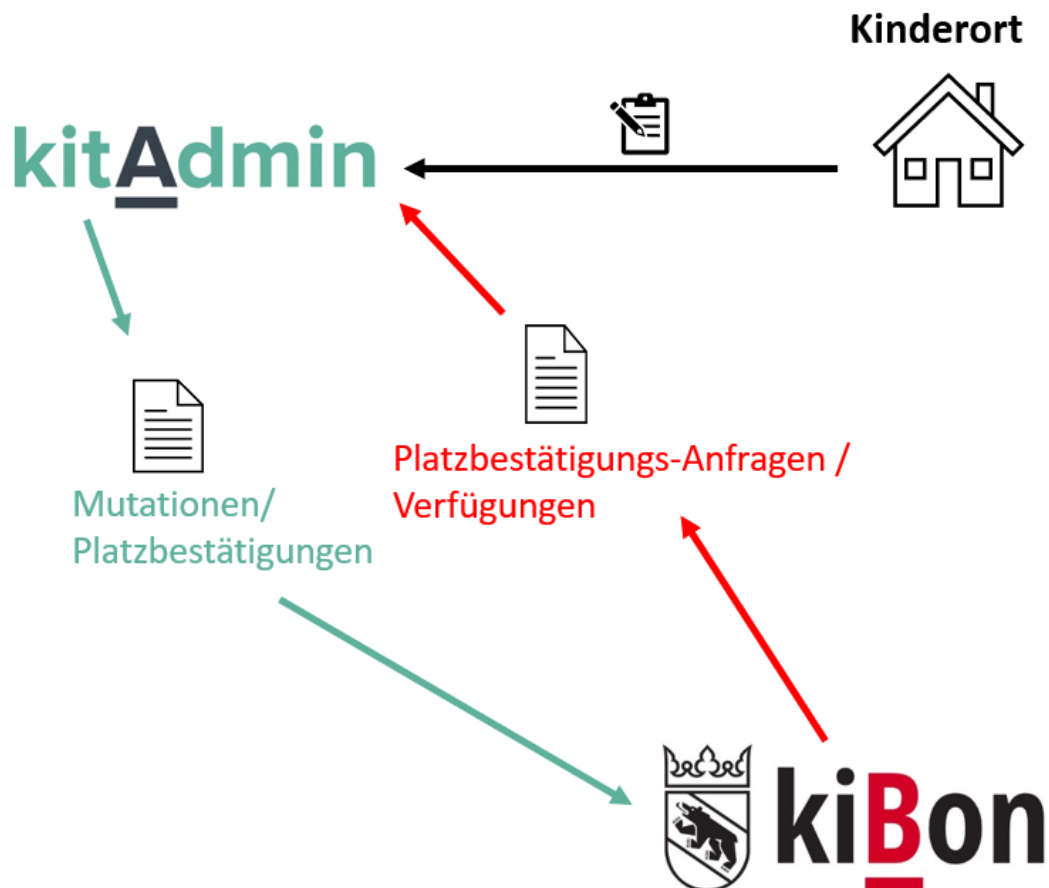 Kinderort
kitAdmin
Platzbestätigungs-Anfragen /
Verfügungen
Mutationen/
Platzbestätigungen
kiBon